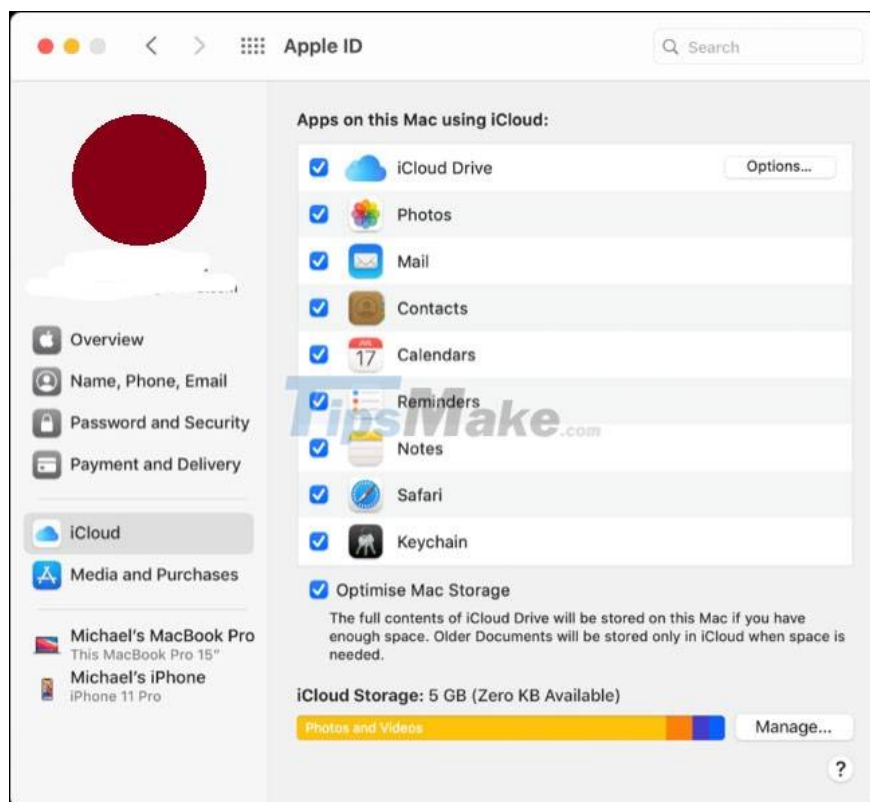 Apple ID
Search
Overview
Name, Phone, Email
Password and Security
Payment and Delivery
iCloud
Media and Purchases
Michael's MacBook Pro
This MacBook Pro 15"
Michael's iPhone
iPhone 11 Pro
Apps on this Mac using iCloud:
iCloud Drive
Options...
Photos
Mail
Contacts
JUL
17
Calendars
Reminders
TipsMake.com
Notes
Safari
Keychain
Optimise Mac Storage
The full contents of iCloud Drive will be stored on this Mac if you have
enough space. Older Documents will be stored only in iCloud when space is
needed.
iCloud Storage: 5 GB (Zero KB Available)
Photos and Videos
Manage...
?